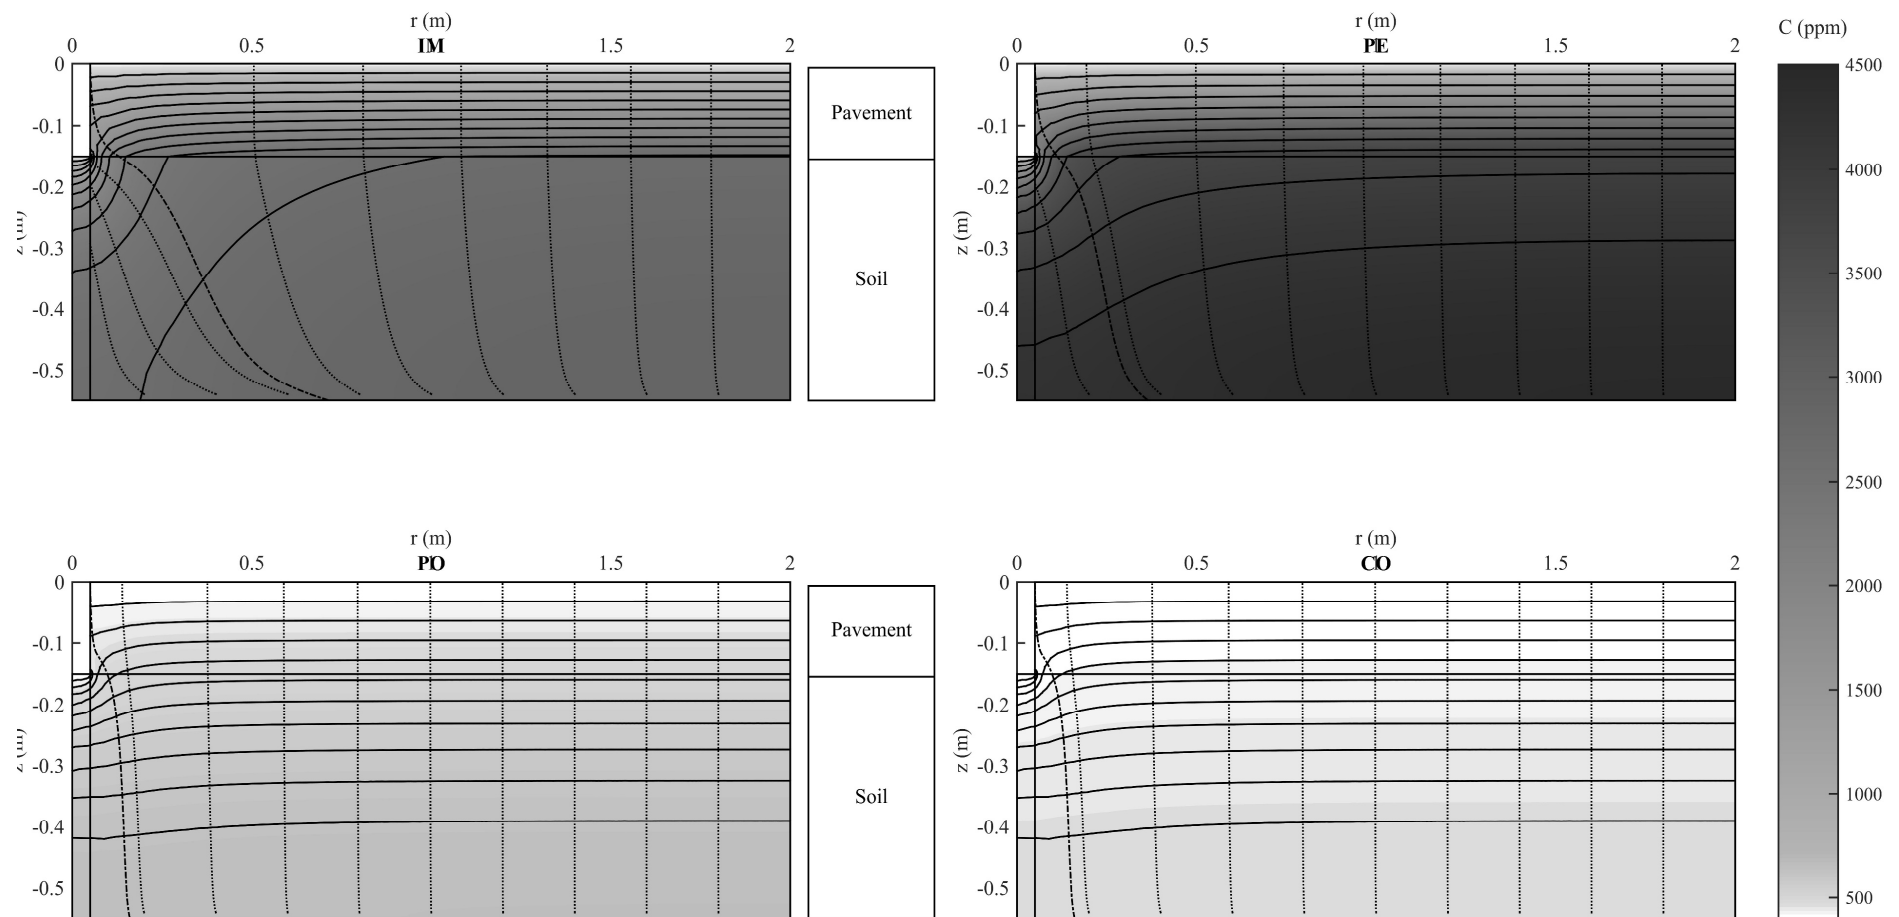 r (m) r (m)
C (ppm)
0 0.5 IM 1.5 2 0 0.5 PE 1.5 2
0 0 4500
Pavement
-0.1 -0.1
4000
-0.2 -0.2
z (m) z (m)
3500
-0.3 Soil -0.3
-0.4 -0.4
3000
-0.5 -0.5
2500
r (m) r (m)
0 0.5 PO 1.5 2 0 0.5 CO 1.5 2
0 0 2000
Pavement
-0.1 -0.1
1500
-0.2 -0.2
z (m) z (m)
-0.3 Soil -0.3
1000
-0.4 -0.4
-0.5 -0.5
500